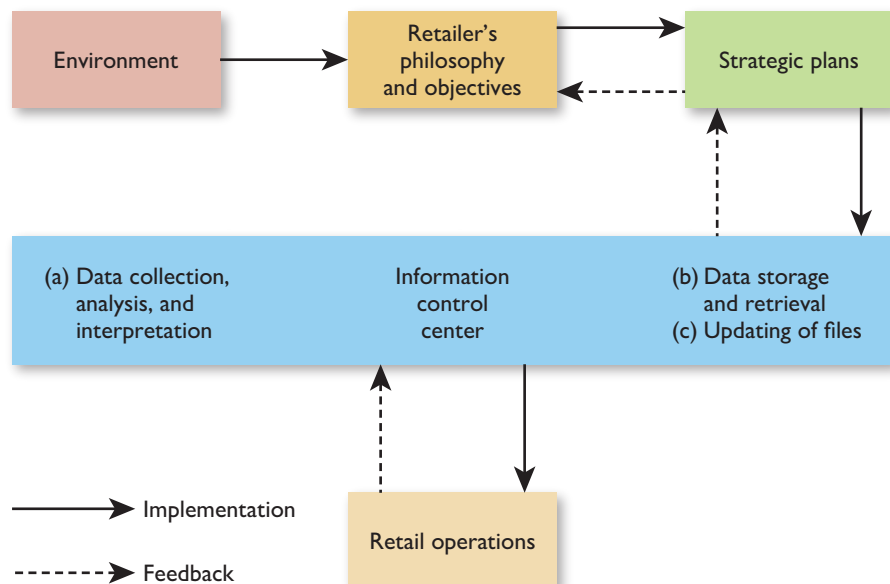 Environment
Retailer's
philosophy
and objectives
Strategic plans
(a) Data collection,
analysis, and
interpretation
Information
control
center
(b) Data storage
and retrieval
(c) Updating of files
Implementation
Feedback
Retail operations